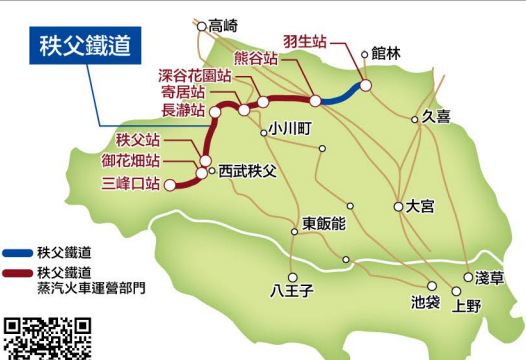 高崎
秩父鐵道
羽生站
館林
熊谷站
深谷花園站
寄居站
長瀞站
久喜
小川町
秩父站
御花畑站
西武秩父
三峰口站
大宮
東飯能
秩父鐵道
秩父鐵道
蒸汽火車運營部門
八王子
池袋
上野
淺草